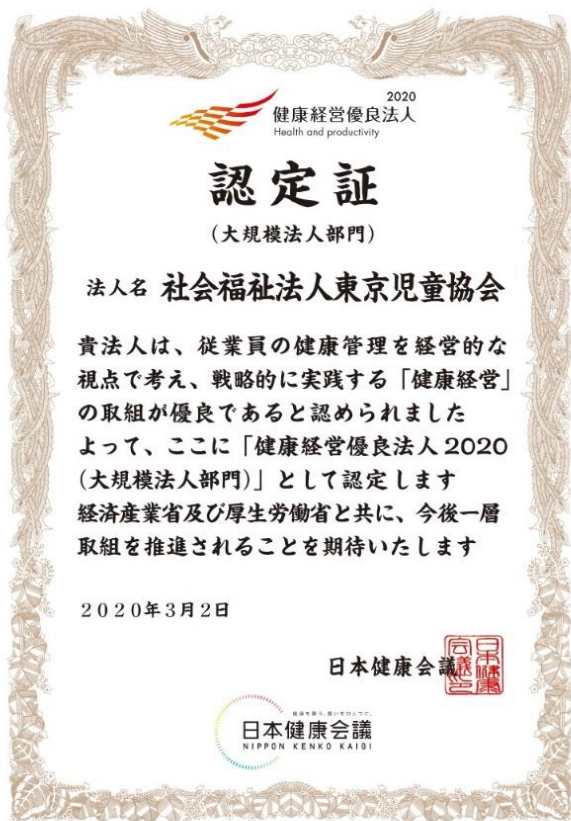 2020
健康経営優良法人
Health and productivity
認定証
(大規模法人部門)
法人名 社会福祉法人東京児童協会
貴法人は、従業員の健康管理を経営的な
視点で考え、戦略的に実践する「健康経営」
の取組が優良であると認められました
よって、ここに「健康経営優良法人2020
(大規模法人部門)」として認定します
経済産業省及び厚生労働省と共に、今後一層
取組を推進されることを期待いたします
2020年3月2日
日本健康会議
日本健康会議印
日本健康会議
NIPPON KENKO KAIGI